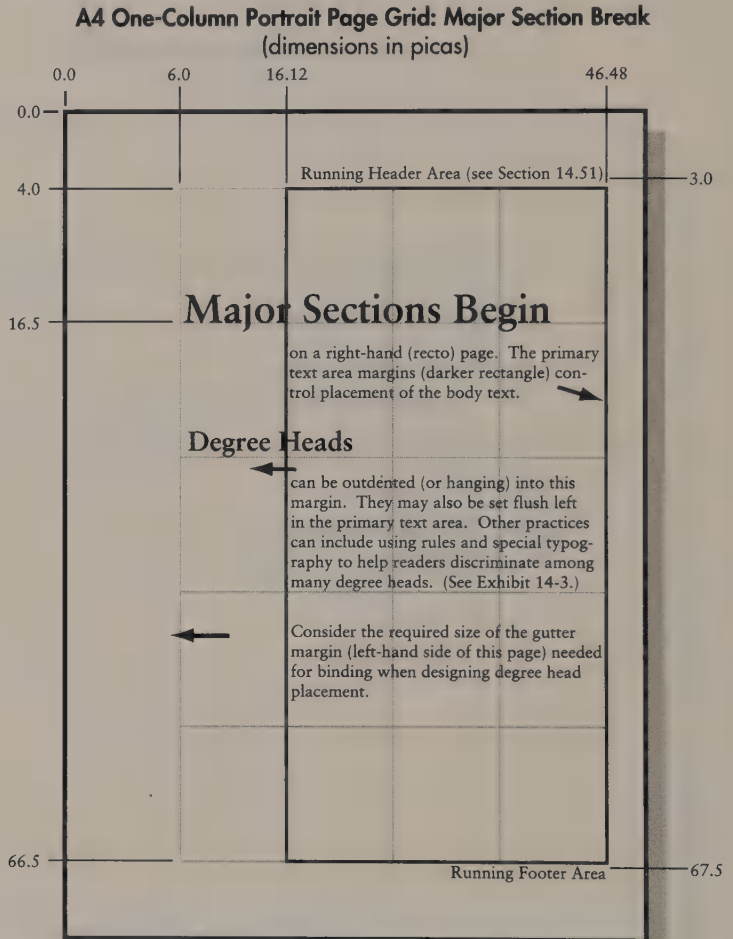 A4 One-Column Portrait Page Grid: Major Section Break
(dimensions in picas)
0.0 6.0 16.12 46.48
0.0
Running Header Area (see Section 14.51)
3.0
4.0
Major Sections Begin
16.5
on a right-hand (recto) page. The primary
text area margins (darker rectangle) con-
trol placement of the body text.
Degree Heads
can be outdented (or hanging) into this
margin. They may also be set flush left
in the primary text area. Other practices
can include using rules and special typog-
raphy to help readers discriminate among
many degree heads. (See Exhibit 14-3.)
Consider the required size of the gutter
margin (left-hand side of this page) needed
for binding when designing degree head
placement.
66.5
Running Footer Area
67.5